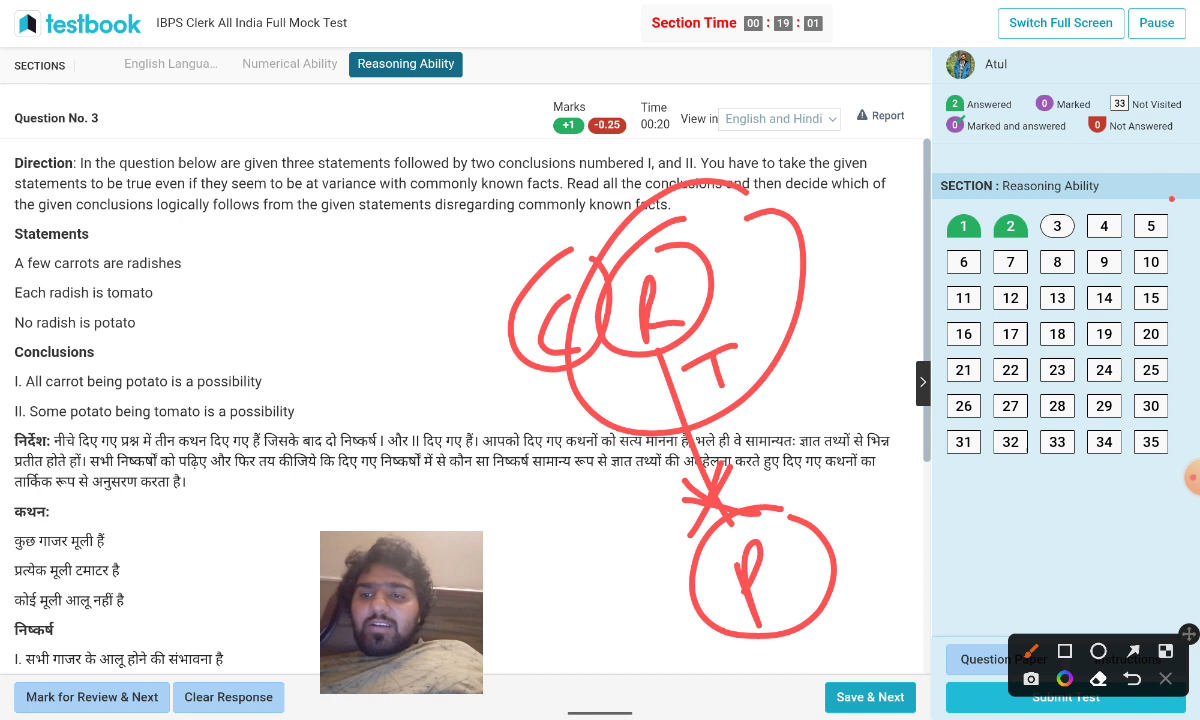 testbook
IBPS Clerk All India Full Mock Test
Section Time 00 : 19 : 01
Switch Full Screen
Pause
SECTIONS
English Langua...
Numerical Ability
Reasoning Ability
Atul
2 Answered
0 Marked
33 Not Visited
0 Marked and answered
0 Not Answered
Question No. 3
Marks
+1 -0.25
Time
00:20
View in English and Hindi
Report
SECTION : Reasoning Ability
1 2 3 4 5
6 7 8 9 10
11 12 13 14 15
16 17 18 19 20
21 22 23 24 25
26 27 28 29 30
31 32 33 34 35
Direction: In the question below are given three statements followed by two conclusions numbered I, and II. You have to take the given
statements to be true even if they seem to be at variance with commonly known facts. Read all the conclusions and then decide which of
the given conclusions logically follows from the given statements disregarding commonly known facts.
Statements
A few carrots are radishes
Each radish is tomato
No radish is potato
Conclusions
I. All carrot being potato is a possibility
II. Some potato being tomato is a possibility
C
R
T
P
निर्देश: नीचे दिए गए प्रश्न में तीन कथन दिए गए हैं जिसके बाद दो निष्कर्ष I और II दिए गए हैं। आपको दिए गए कथनों को सत्य मानना है, भले ही वे सामान्यतः ज्ञात तथ्यों से भिन्न
प्रतीत होते हों। सभी निष्कर्षों को पढ़िए और फिर तय कीजिये कि दिए गए निष्कर्षों में से कौन सा निष्कर्ष सामान्य रूप से ज्ञात तथ्यों की अवहेलना करते हुए दिए गए कथनों का
तार्किक रूप से अनुसरण करता है।
कथन:
कुछ गाजर मूली हैं
प्रत्येक मूली टमाटर है
कोई मूली आलू नहीं है
निष्कर्ष
I. सभी गाजर के आलू होने की संभावना है
Mark for Review & Next
Clear Response
Save & Next
Question Paper
Instructions
Submit Test